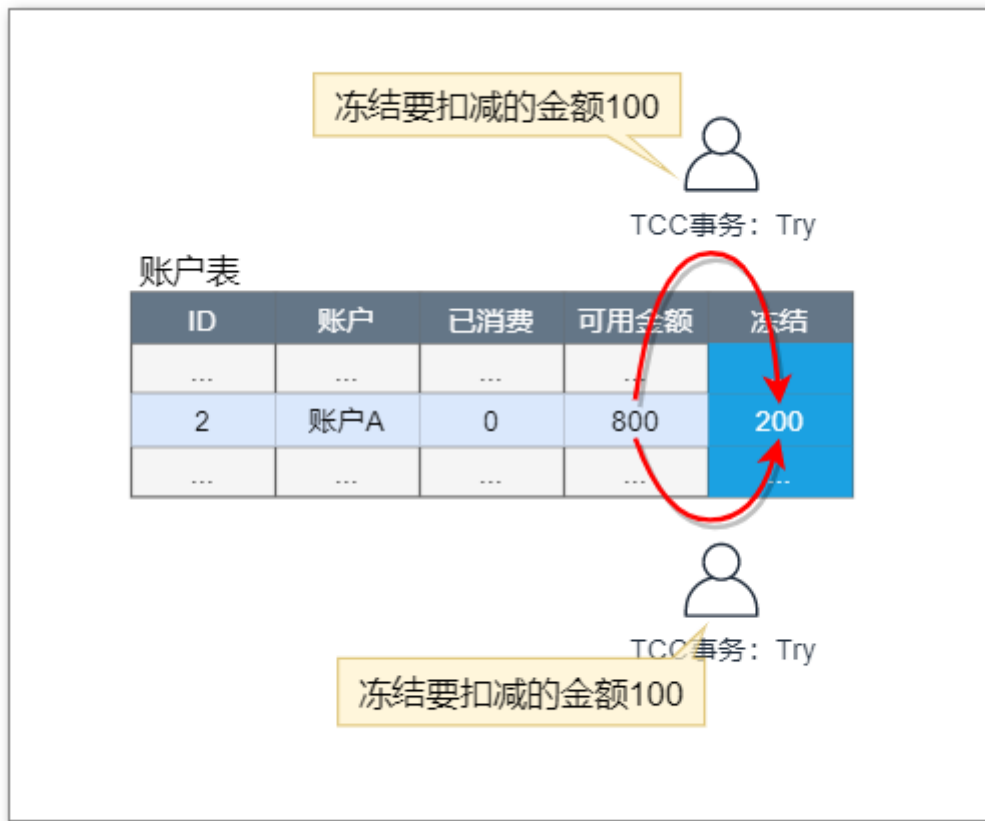 冻结要扣减的金额100
TCC事务：Try
账户表
ID 账户 已消费 可用金额 冻结
... ... ... ...
2 账户A 0 800 200
... ... ... ... ...
TCC事务：Try
冻结要扣减的金额100